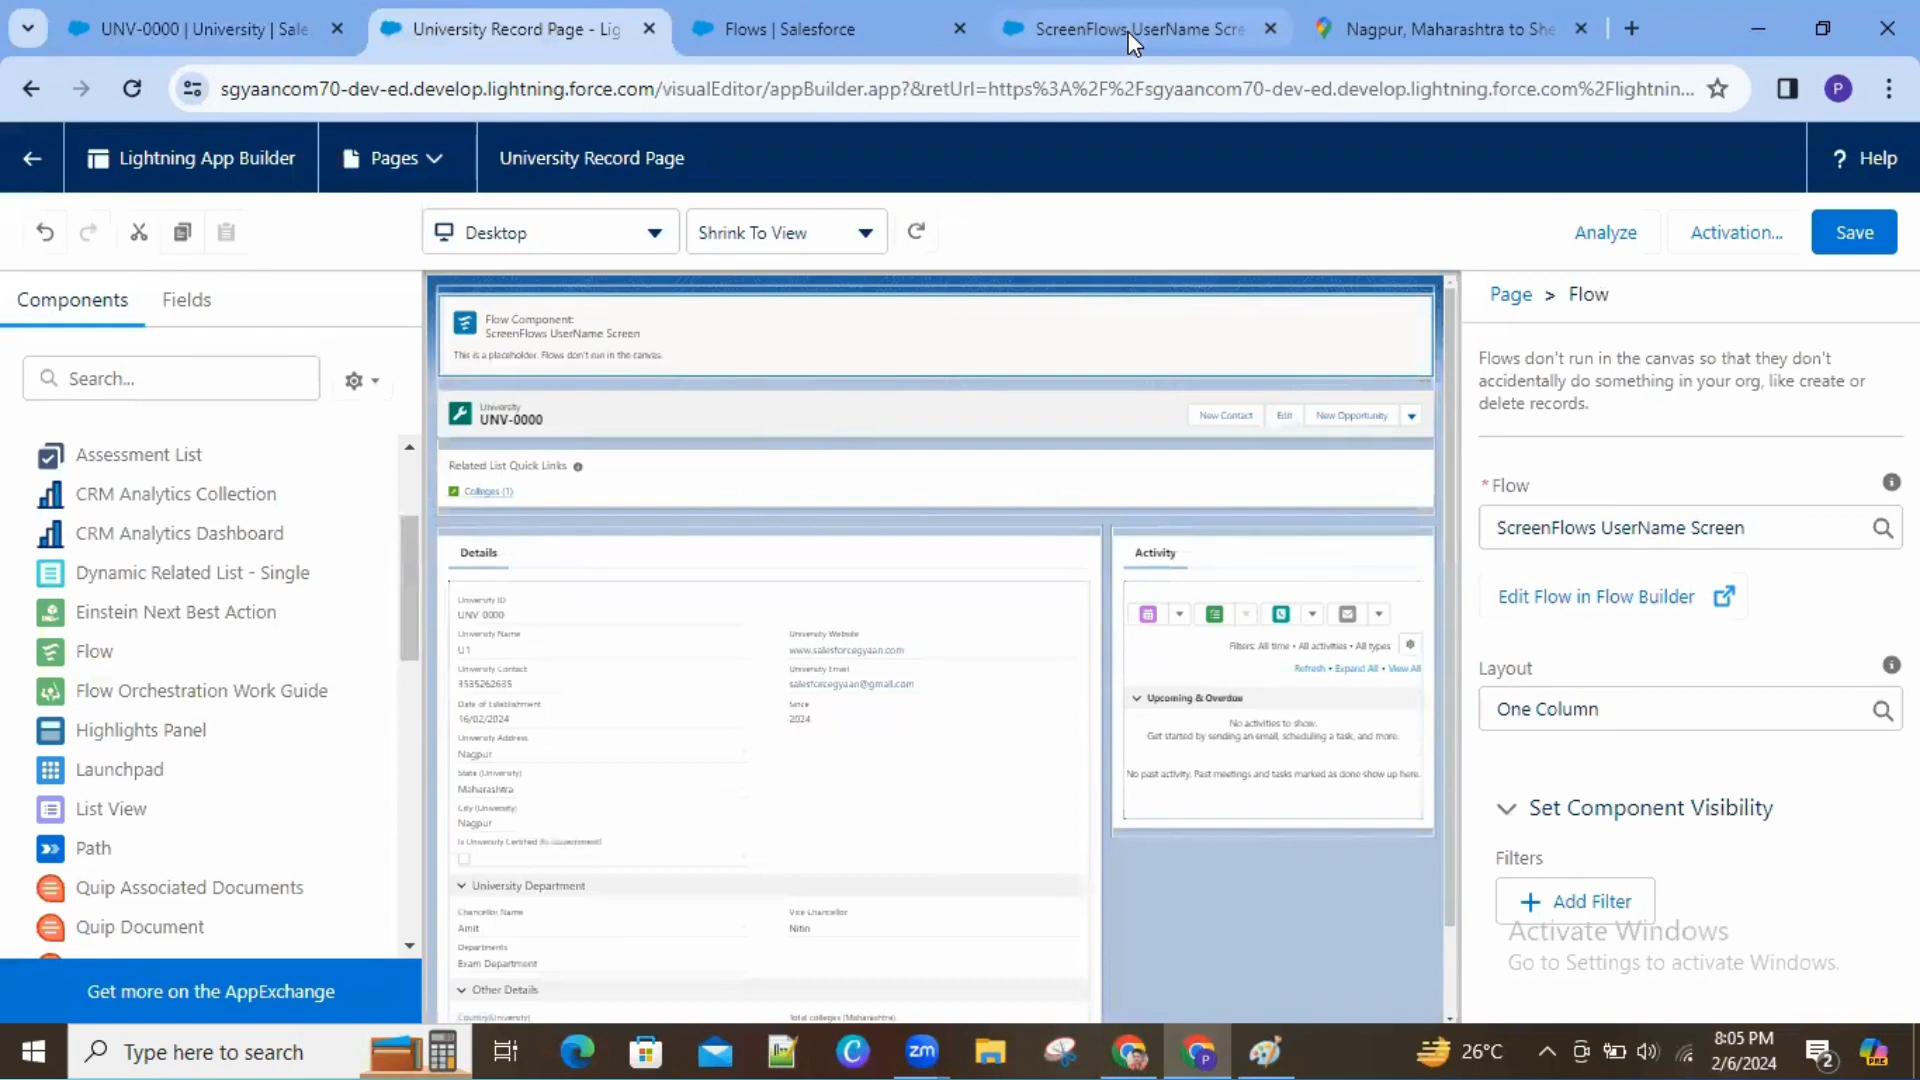 UNV-0000 | University | Sale
University Record Page - Lig
Flows | Salesforce
ScreenFlows UserName Scre
Nagpur, Maharashtra to She
sgyaancom70-dev-ed.develop.lightning.force.com/visualEditor/appBuilder.app?&retUrl=https%3A%2F%2Fsgyaancom70-dev-ed.develop.lightning.force.com%2Flightnin...
P
Lightning App Builder
Pages
University Record Page
? Help
Desktop
Shrink To View
Analyze
Activation...
Save
Components
Fields
Search...
Assessment List
CRM Analytics Collection
CRM Analytics Dashboard
Dynamic Related List - Single
Einstein Next Best Action
Flow
Flow Orchestration Work Guide
Highlights Panel
Launchpad
List View
Path
Quip Associated Documents
Quip Document
Get more on the AppExchange
Flow Component:
ScreenFlows UserName Screen
This is a placeholder. Flows don't run in the canvas.
University
UNV-0000
New Contact
Edit
New Opportunity
Related List Quick Links
Colleges (1)
Details
University ID
UNV 0000
University Name
U1
University Website
www.salesforcegyaan.com
University Contact
3535262635
University Email
salesforcegyaan@gmail.com
Date of Establishment
16/02/2024
Since
2024
University Address
Nagpur
State (University)
Maharashtra
City (University)
Nagpur
Is University Certified
University Department
Chancellor Name
Amit
Vice Chancellor
Nitin
Departments
Exam Department
Other Details
Country(University)
Total colleges (Maharashtra)
Activity
Filters: All time • All activities • All types
Refresh • Expand All • View All
Upcoming & Overdue
No activities to show.
Get started by sending an email, scheduling a task, and more.
No past activity. Past meetings and tasks marked as done show up here.
Page > Flow
Flows don't run in the canvas so that they don't
accidentally do something in your org, like create or
delete records.
* Flow
ScreenFlows UserName Screen
Edit Flow in Flow Builder
Layout
One Column
Set Component Visibility
Filters
+ Add Filter
Activate Windows
Go to Settings to activate Windows.
Type here to search
zm
P
26°C
8:05 PM
2/6/2024
2
PRE